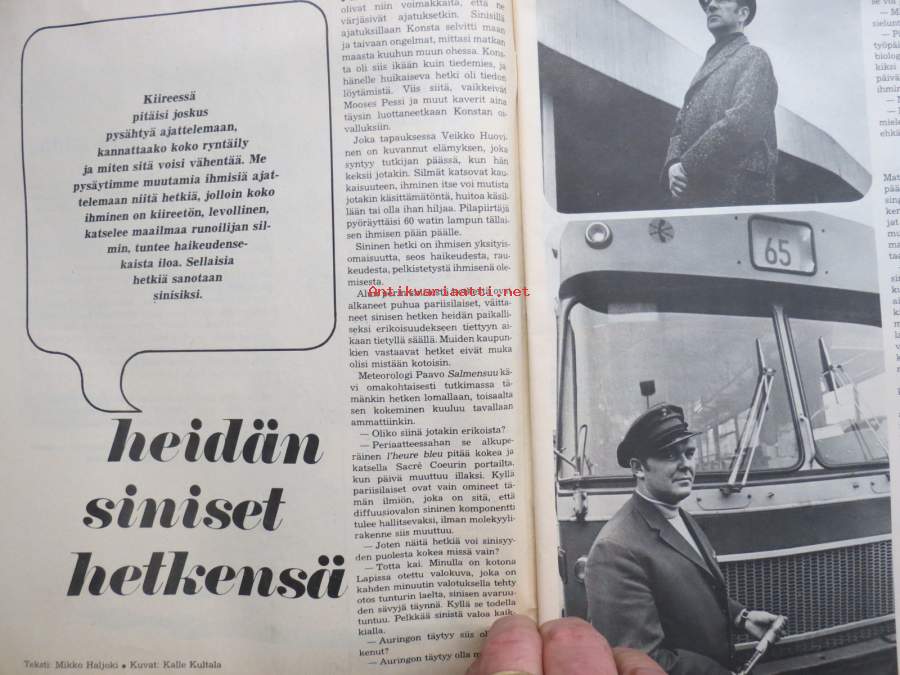 Kiireessä
pitäisi joskus
pysähtyä ajattelemaan,
kannattaako koko ryntäily
ja miten sitä voisi vähentää. Me
pysäytimme muutamia ihmisiä ajat-
telemaan niitä hetkiä, jolloin koko
ihminen on kiireetön, levollinen,
katselee maailmaa runoilijan sil-
min, tuntee haikeudense-
kaista iloa. Sellaisia
hetkiä sanotaan
sinisiksi.
heidän
siniset
hetkensä
Teksti: Mikko Haljoki • Kuvat: Kalle Kultala
olivat niin voimakkaita, että ne
värjäsivät ajatuksetkin. Sinisillä
ajatuksillaan Konsta selvitti maan
ja taivaan ongelmat, mittasi matkan
maasta kuuhun muun ohessa. Kons-
ta oli siis ikään kuin tiedemies, ja
hänelle huikaiseva hetki oli tiedon
löytämistä. Viis siitä, vaikkeivät
Mooses Pessi ja muut kaverit aina
täysin luottaneetkaan Konstan oi-
valluksiin.
Joka tapauksessa Veikko Huovi-
nen on kuvannut elämyksen, joka
syntyy tutkijan päässä, kun hän
keksii jotakin. Silmät katsovat kau-
kaisuuteen, ihminen itse voi mutista
jotakin käsittämätöntä, huitoa käsil-
lään tai olla ihan hiljaa. Pilapiirtäjä
pyöräyttäisi 60 watin lampun tällai-
sen ihmisen pään päälle.
Sininen hetki on ihmisen yksityis-
omaisuutta, seos haikeudesta, rau-
keudesta, pelkistetystä ihmisenä ole-
misesta.
Antikvariaatti.net
alkaneet puhua pariisilaiset, väittä-
neet sinisen hetken heidän paikalli-
seksi erikoisuudekseen tiettyyn ai-
kaan tietyllä säällä. Muiden kaupun-
kien vastaavat hetket eivät muka
olisi mistään kotoisin.
Meteorologi Paavo Salmensuu kä-
vi omakohtaisesti tutkimassa tä-
mänkin hetken lomallaan, toisaalta
sen kokeminen kuuluu tavallaan
ammattiinkin.
— Oliko siinä jotakin erikoista?
— Periaatteessahan se alkupe-
räinen l'heure bleu pitää kokea ja
katsella Sacré Coeurin portailta,
kun päivä muuttuu illaksi. Kyllä
pariisilaiset ovat vain omineet tä-
män ilmiön, joka on sitä, että
diffuusiovalon sininen komponentti
tulee hallitsevaksi, ilman molekyyli-
rakenne siis muuttuu.
— Joten näitä hetkiä voi sinisyy-
den puolesta kokea missä vain?
— Totta kai. Minulla on kotona
Lapissa otettu valokuva, joka on
kahden minuutin valotuksella tehty
otos tunturin laelta, sinisen avaruu-
den sävyjä täynnä. Kyllä se todella
tuntuu. Pelkkää sinistä valoa kaik-
kialla.
— Auringon täytyy siis ol
kenut?
— Auringon täytyy olla m
65